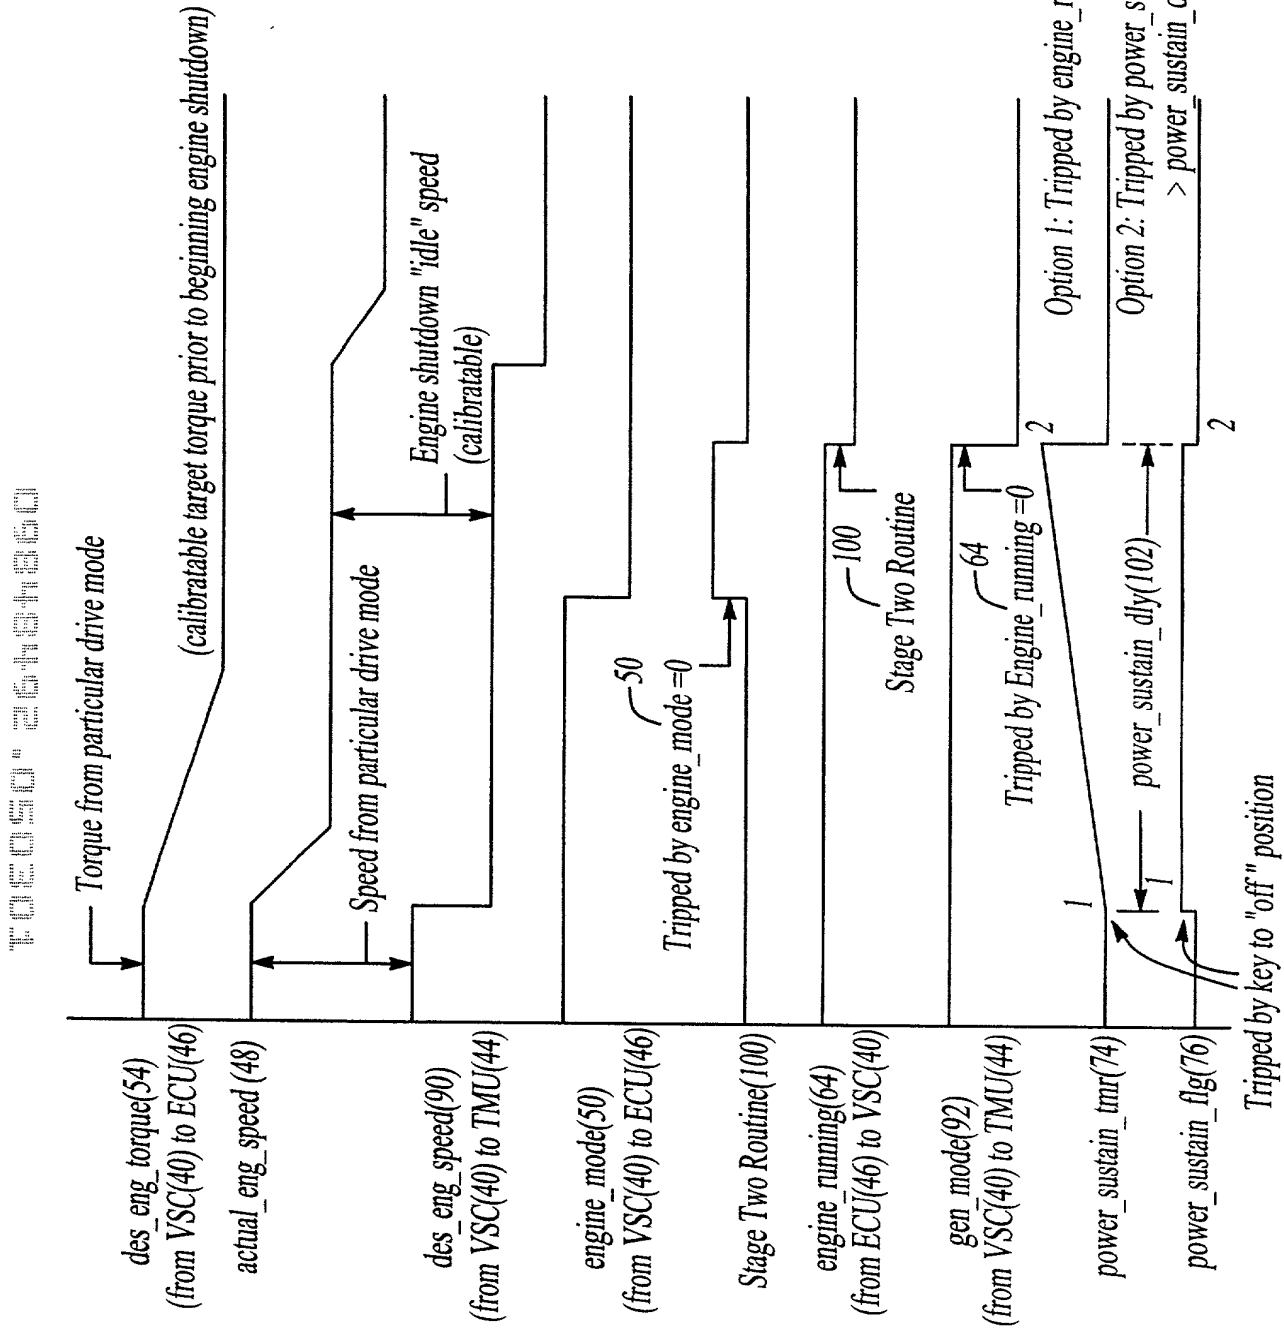 Torque from particular drive mode
(calibratable target torque prior to beginning engine shutdown)
des_eng_torque(54)
(from VSC(40) to ECU(46)
actual_eng_speed (48)
Speed from particular drive mode
Engine shutdown "idle" speed
(calibratable)
des_eng_speed(90)
(from VSC(40) to TMU(44)
engine_mode(50)
(from VSC(40) to ECU(46)
50
Tripped by engine_mode =0
Stage Two Routine(100)
engine_running(64)
(from ECU(46) to VSC(40)
100
Stage Two Routine
gen_mode(92)
(from VSC(40) to TMU(44)
64
Tripped by Engine_running =0
power_sustain_tmr(74)
1
2
Option 1: Tripped by engine_r
Option 2: Tripped by power_s
> power_sustain_d
power_sustain_dly(102)
power_sustain_flg(76)
1
2
Tripped by key to "off" position